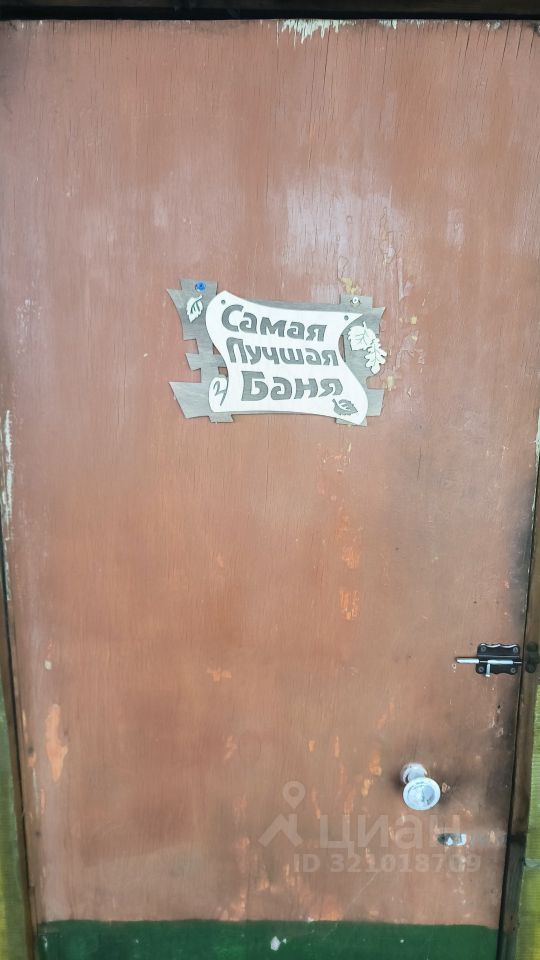 Самая
Лучшая
Баня
циан
ID 321018709